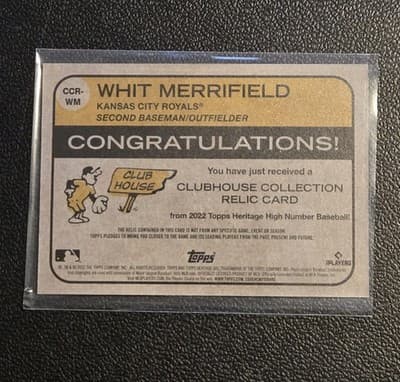 CCR-
WM
WHIT MERRIFIELD
KANSAS CITY ROYALS®
SECOND BASEMAN/OUTFIELDER
CONGRATULATIONS!
CLUB
HOUSE
You have just received a
CLUBHOUSE COLLECTION
RELIC CARD
from 2022 Topps Heritage High Number Baseball!
THE RELIC CONTAINED IN THIS CARD IS NOT FROM ANY SPECIFIC GAME, EVENT OR SEASON.
TOPPS PLEDGES TO BRING YOU CLOSER TO THE GAME AND ITS LEADING PLAYERS FROM THE PAST, PRESENT AND FUTURE.
Topps
PLAYERS